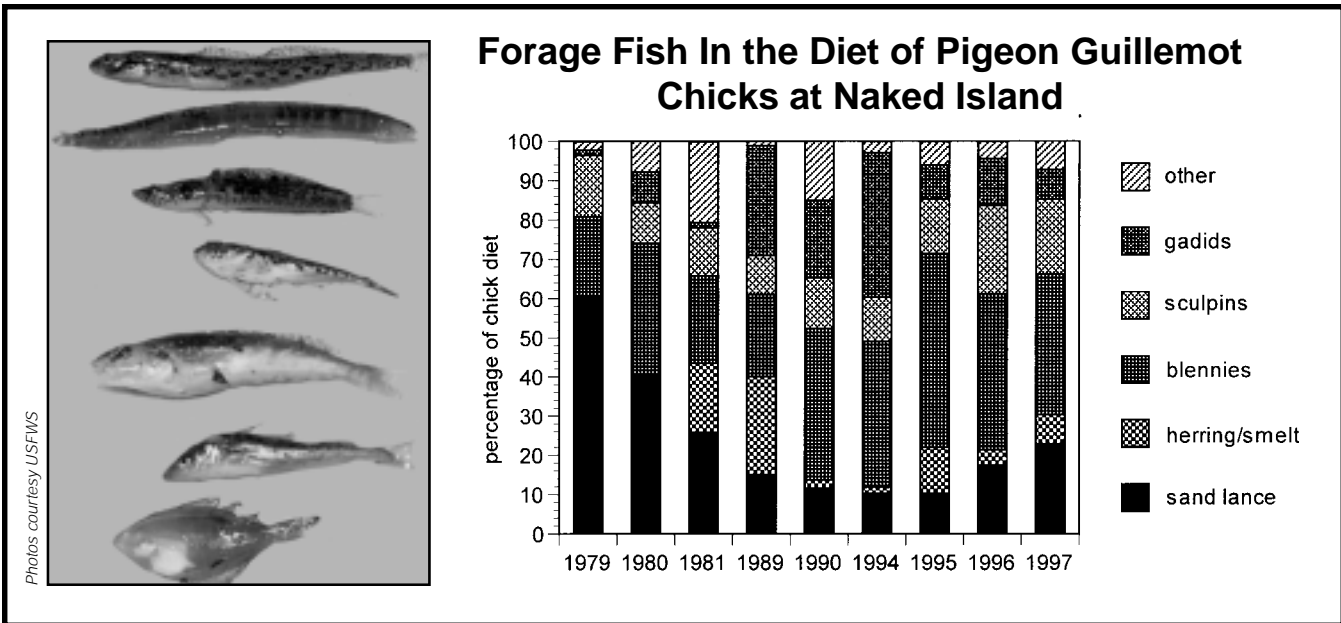 Forage Fish In the Diet of Pigeon Guillemot
Chicks at Naked Island
Photos courtesy USFWS
percentage of chick diet
100
90
80
70
60
50
40
30
20
10
0
1979 1980 1981 1989 1990 1994 1995 1996 1997
other
gadids
sculpins
blennies
herring/smelt
sand lance